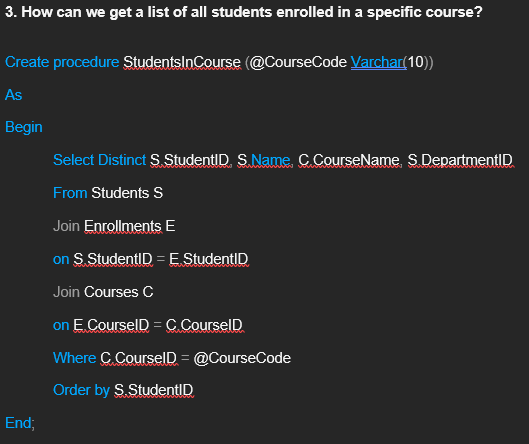 3. How can we get a list of all students enrolled in a specific course?
Create procedure StudentsInCourse (@CourseCode Varchar(10))
As
Begin
Select Distinct S.StudentID, S.Name, C.CourseName, S.DepartmentID
From Students S
Join Enrollments E
on S.StudentID = E.StudentID
Join Courses C
on E.CourseID = C.CourseID
Where C.CourseID = @CourseCode
Order by S.StudentID
End;